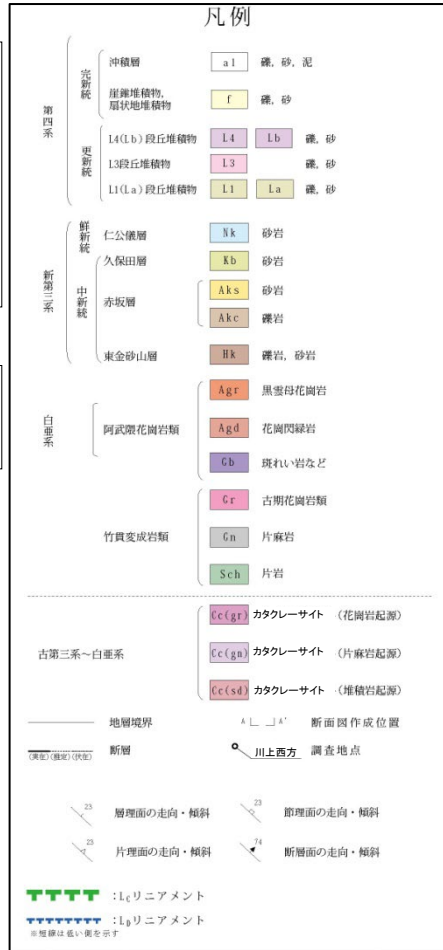 凡例
第四系
完新統
沖積層 al 礫, 砂, 泥
崖錐堆積物, 扇状地堆積物 f 礫, 砂
更新統
L4(Lb)段丘堆積物 L4 Lb 礫, 砂
L3段丘堆積物 L3 礫, 砂
L1(La)段丘堆積物 L1 La 礫, 砂
新第三系
鮮新統
仁公儀層 Nk 砂岩
中新統
久保田層 Kb 砂岩
赤坂層 Aks 砂岩
Akc 礫岩
東金砂山層 Hk 礫岩, 砂岩
白亜系
阿武隈花崗岩類
Agr 黒雲母花崗岩
Agd 花崗閃緑岩
Gb 斑れい岩など
竹貫変成岩類
Gr 古期花崗岩類
Gn 片麻岩
Sch 片岩
古第三系～白亜系
Cc(gr) カタクレーサイト (花崗岩起源)
Cc(gn) カタクレーサイト (片麻岩起源)
Cc(sd) カタクレーサイト (堆積岩起源)
地層境界 A A' 断面図作成位置
断層 川上西方 調査地点
(実在) (推定) (伏在)
23 層理面の走向・傾斜 23 節理面の走向・傾斜
23 片理面の走向・傾斜 74 断層面の走向・傾斜
:LCリニアメント
:LDリニアメント
※短線は低い側を示す